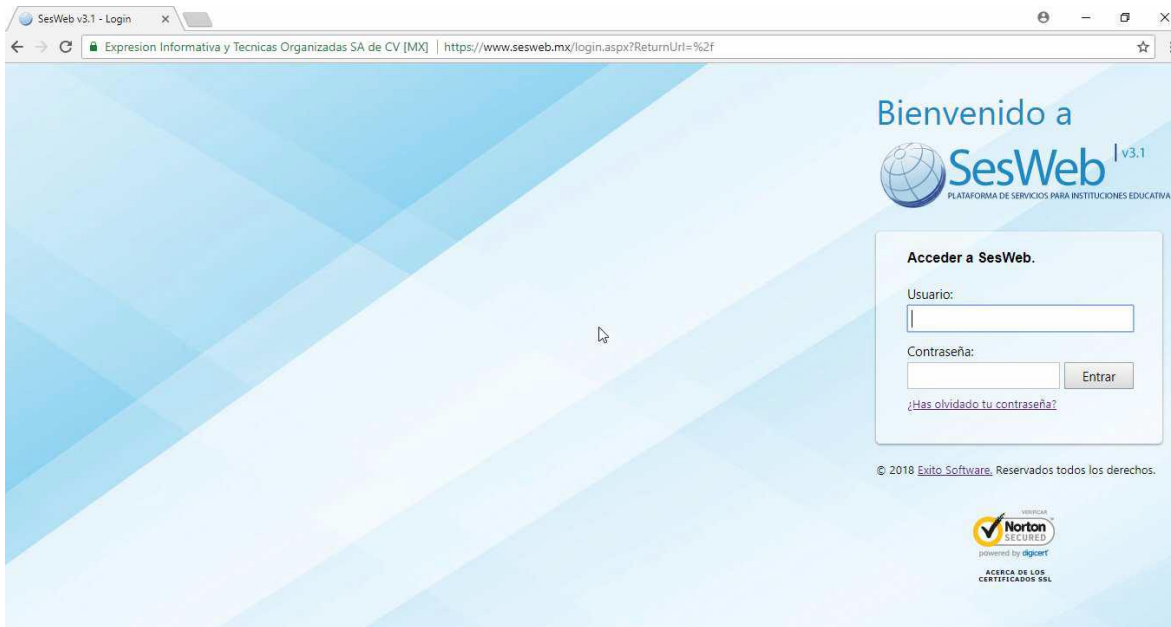 SesWeb v3.1 - Login
Expresion Informativa y Tecnicas Organizadas SA de CV [MX] | https://www.sesweb.mx/login.aspx?ReturnUrl=%2f
Bienvenido a
SesWeb | v3.1
PLATAFORMA DE SERVICIOS PARA INSTITUCIONES EDUCATIVA
Acceder a SesWeb.
Usuario:
Contraseña:
Entrar
¿Has olvidado tu contraseña?
© 2018 Exito Software. Reservados todos los derechos.
VERIFICAR
Norton
SECURED
powered by digicert
ACERCA DE LOS
CERTIFICADOS SSL